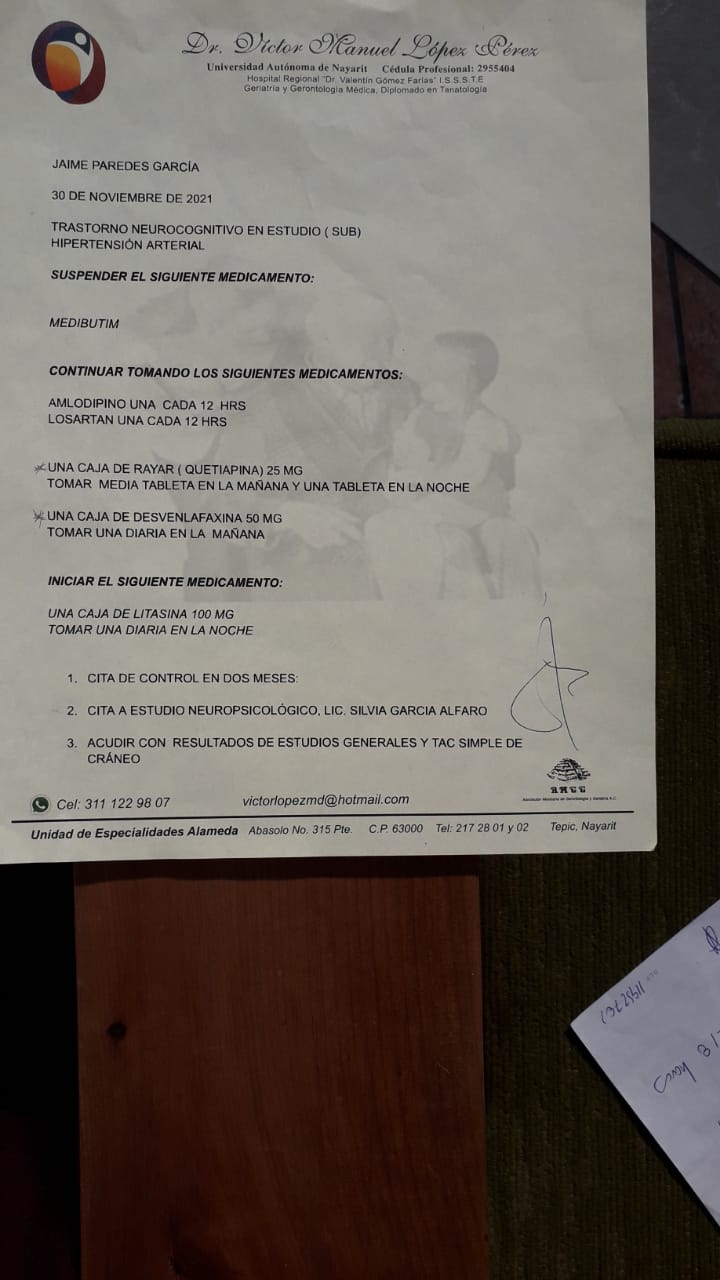 Dr. Víctor Manuel López Pérez
Universidad Autónoma de Nayarit Cédula Profesional: 2955404
Hospital Regional "Dr. Valentín Gómez Farías" I.S.S.S.T.E
Geriatría y Gerontología Médica, Diplomado en Tanatología
JAIME PAREDES GARCÍA
30 DE NOVIEMBRE DE 2021
TRASTORNO NEUROCOGNITIVO EN ESTUDIO ( SUB)
HIPERTENSIÓN ARTERIAL
SUSPENDER EL SIGUIENTE MEDICAMENTO:
MEDIBUTIM
CONTINUAR TOMANDO LOS SIGUIENTES MEDICAMENTOS:
AMLODIPINO UNA CADA 12 HRS
LOSARTAN UNA CADA 12 HRS
UNA CAJA DE RAYAR ( QUETIAPINA) 25 MG
TOMAR MEDIA TABLETA EN LA MAÑANA Y UNA TABLETA EN LA NOCHE
UNA CAJA DE DESVENLAFAXINA 50 MG
TOMAR UNA DIARIA EN LA MAÑANA
INICIAR EL SIGUIENTE MEDICAMENTO:
UNA CAJA DE LITASINA 100 MG
TOMAR UNA DIARIA EN LA NOCHE
1. CITA DE CONTROL EN DOS MESES:
2. CITA A ESTUDIO NEUROPSICOLÓGICO, LIC. SILVIA GARCIA ALFARO
3. ACUDIR CON RESULTADOS DE ESTUDIOS GENERALES Y TAC SIMPLE DE
CRÁNEO
Cel: 311 122 98 07 victorlopezmd@hotmail.com
Unidad de Especialidades Alameda Abasolo No. 315 Pte. C.P. 63000 Tel: 217 28 01 y 02 Tepic, Nayarit